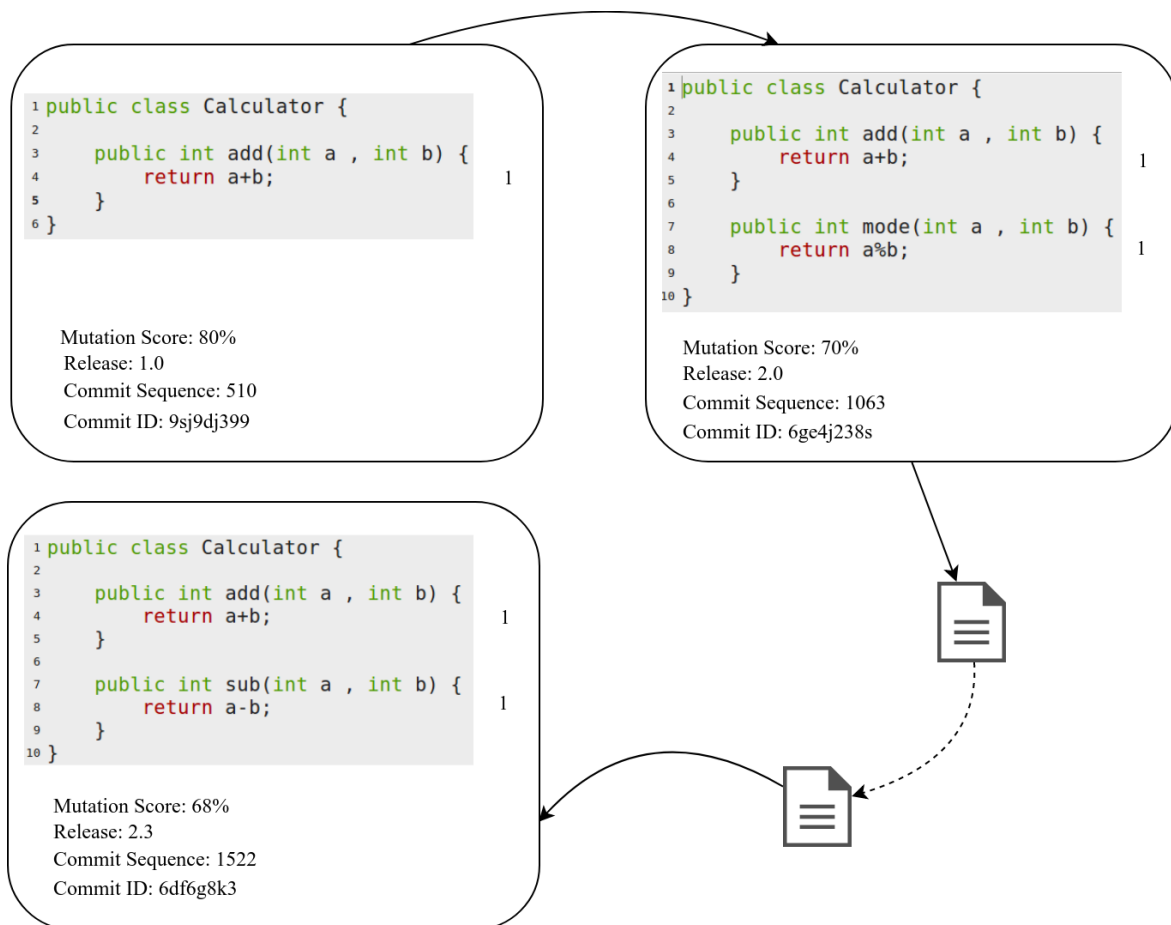 1 public class Calculator {
2
3 public int add(int a , int b) {
4 return a+b;
5 }
6 }
1
Mutation Score: 80%
Release: 1.0
Commit Sequence: 510
Commit ID: 9sj9dj399
1 public class Calculator {
2
3 public int add(int a , int b) {
4 return a+b;
5 }
6
7 public int mode(int a , int b) {
8 return a%b;
9 }
10 }
1
1
Mutation Score: 70%
Release: 2.0
Commit Sequence: 1063
Commit ID: 6ge4j238s
1 public class Calculator {
2
3 public int add(int a , int b) {
4 return a+b;
5 }
6
7 public int sub(int a , int b) {
8 return a-b;
9 }
10 }
1
1
Mutation Score: 68%
Release: 2.3
Commit Sequence: 1522
Commit ID: 6df6g8k3